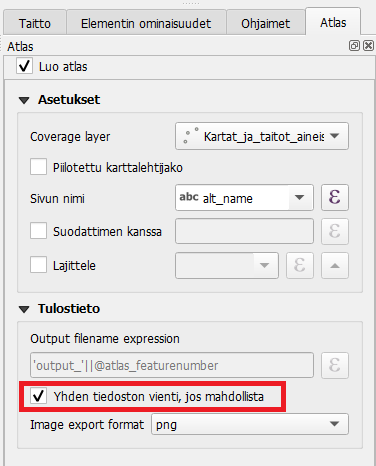 Taitto Elementin ominaisuudet Ohjaimet Atlas
Atlas
Luo atlas
Asetukset
Coverage layer Kartat_ja_taitot_aineis
Piilotettu karttalehtijako
Sivun nimi abc alt_name ε
Suodattimen kanssa ε
Lajittele ε
Tulostieto
Output filename expression
'output_'||@atlas_featurenumber ε
Yhden tiedoston vienti, jos mahdollista
Image export format png